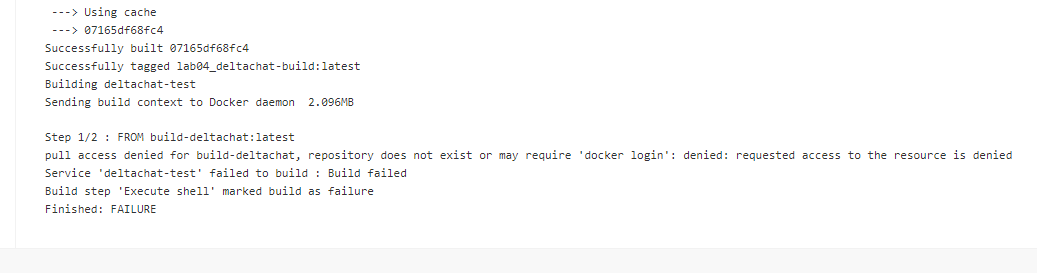 ---> Using cache
---> 07165df68fc4
Successfully built 07165df68fc4
Successfully tagged lab04_deltachat-build:latest
Building deltachat-test
Sending build context to Docker daemon  2.096MB
Step 1/2 : FROM build-deltachat:latest
pull access denied for build-deltachat, repository does not exist or may require 'docker login': denied: requested access to the resource is denied
Service 'deltachat-test' failed to build : Build failed
Build step 'Execute shell' marked build as failure
Finished: FAILURE